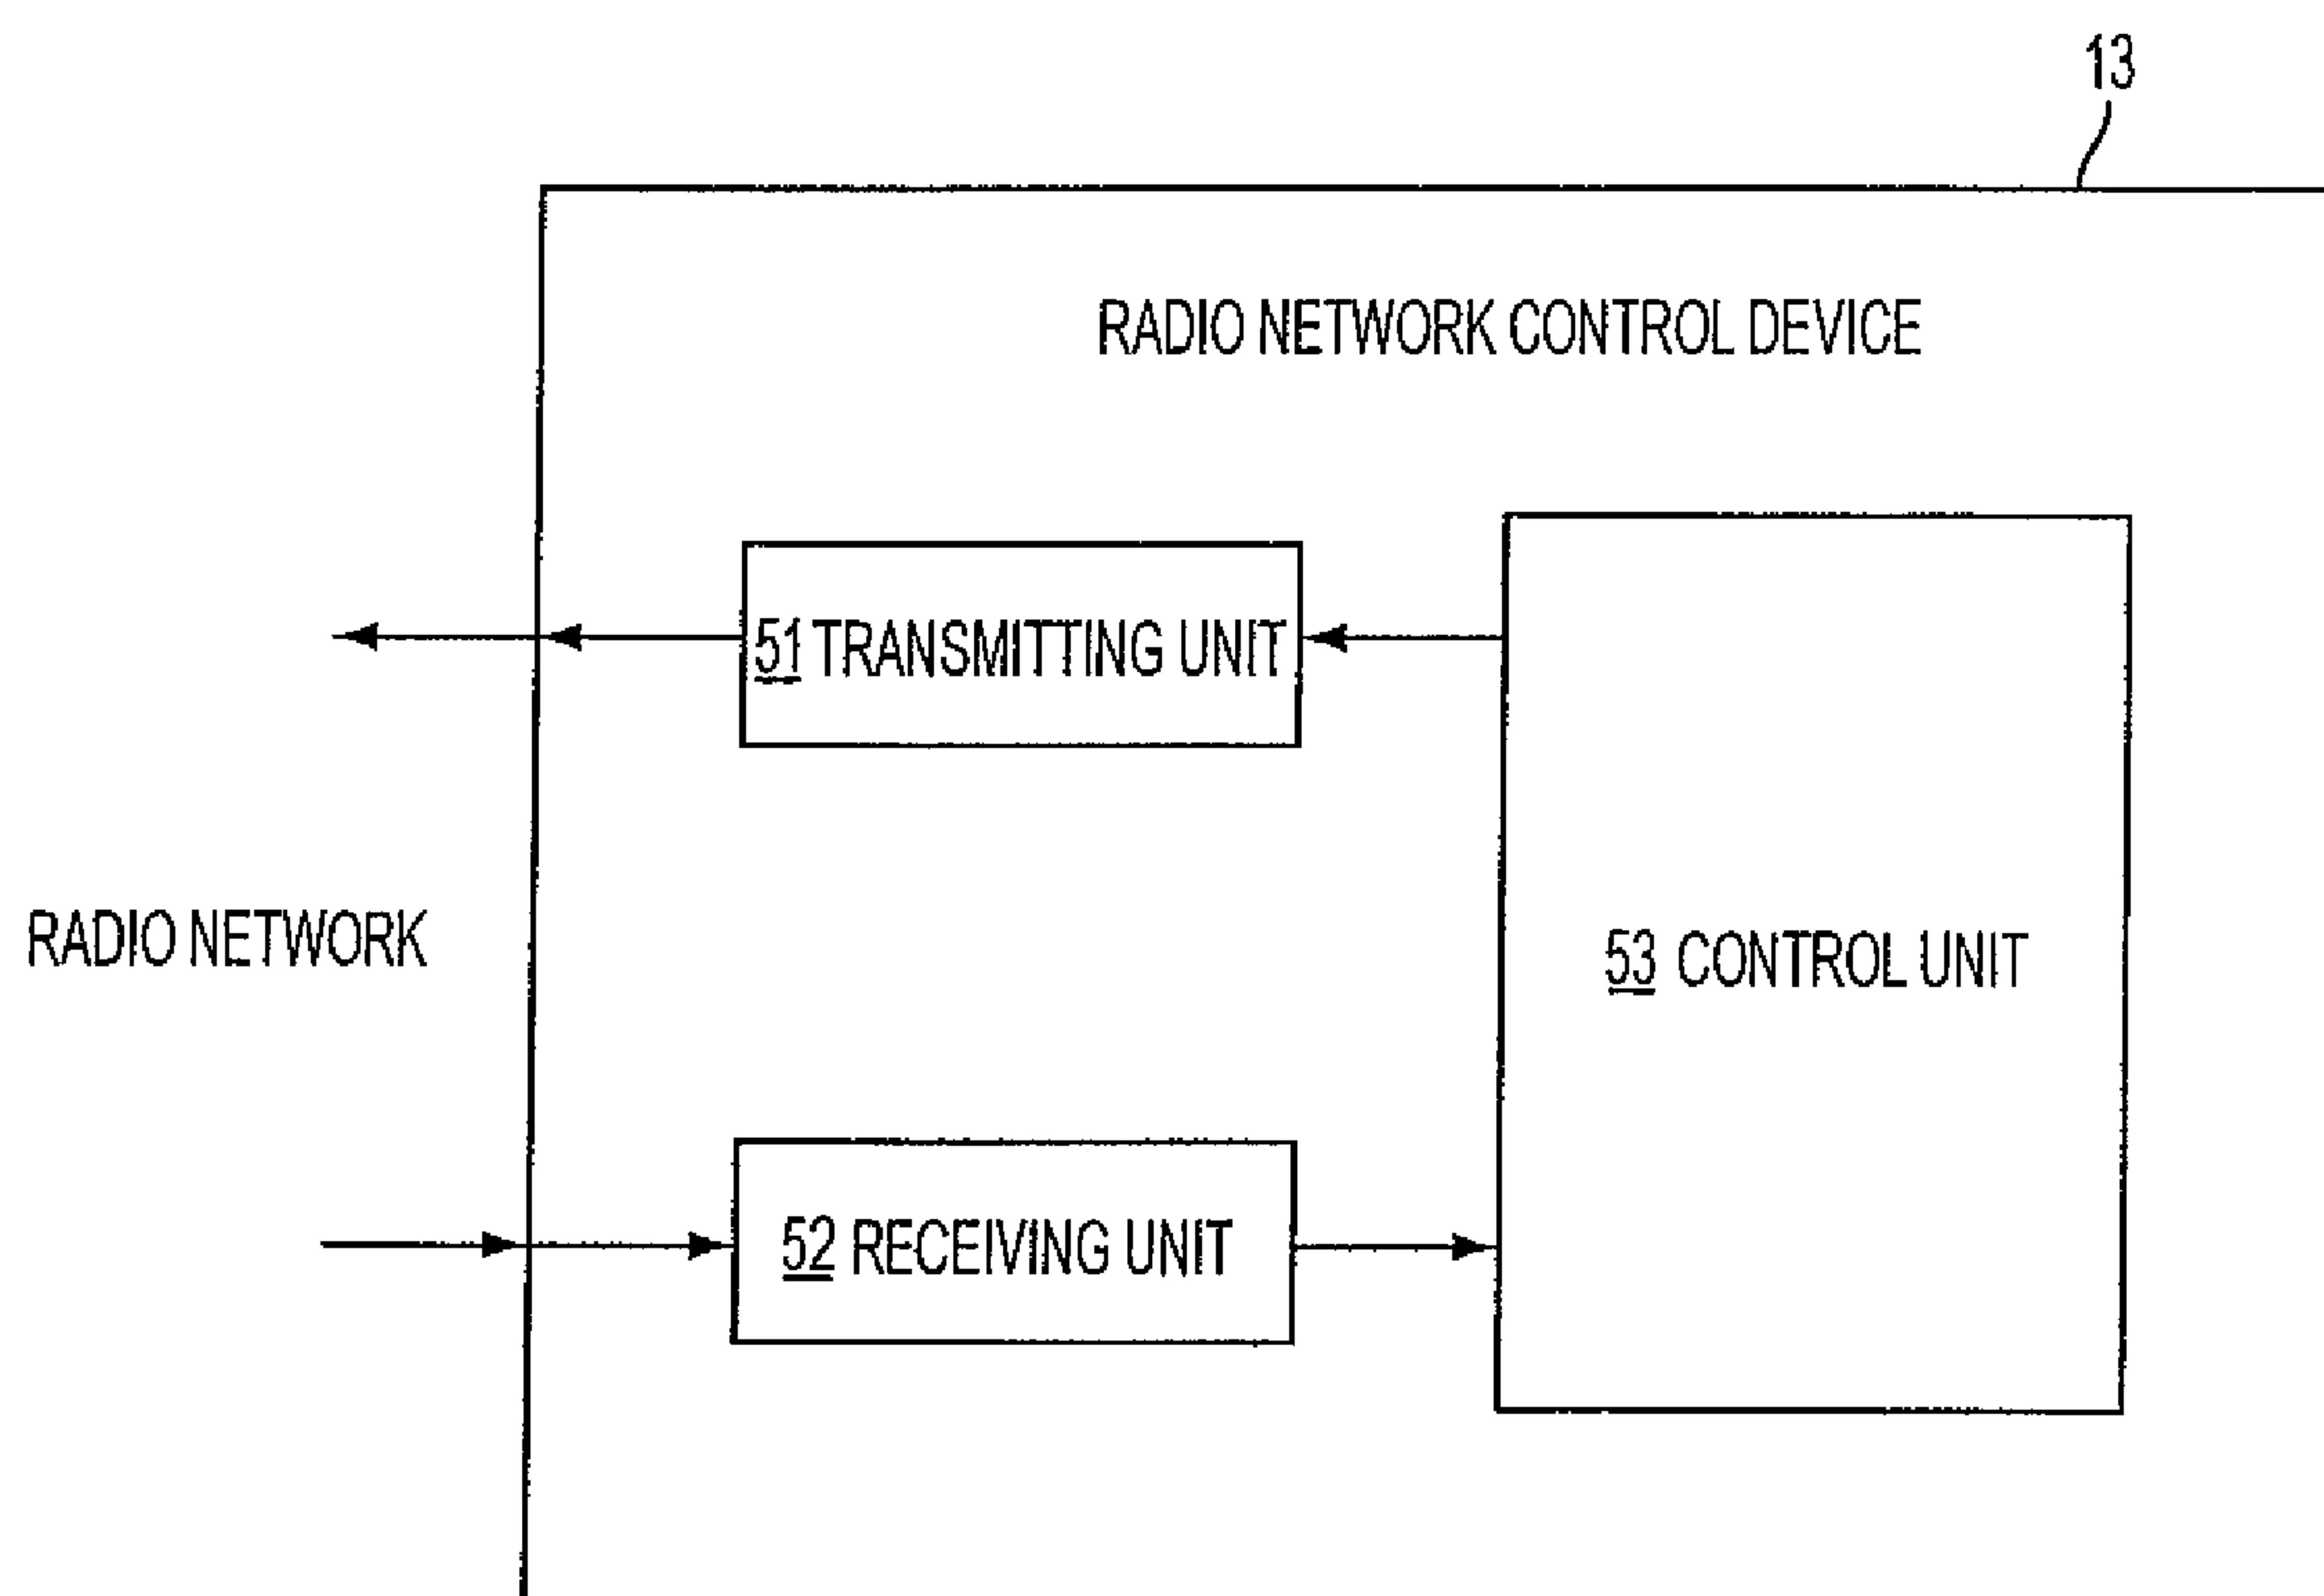 13
RADIO NETWORK CONTROL DEVICE
51 TRANSMITTING UNIT
RADIO NETWORK
53 CONTROL UNIT
52 RECEIVING UNIT